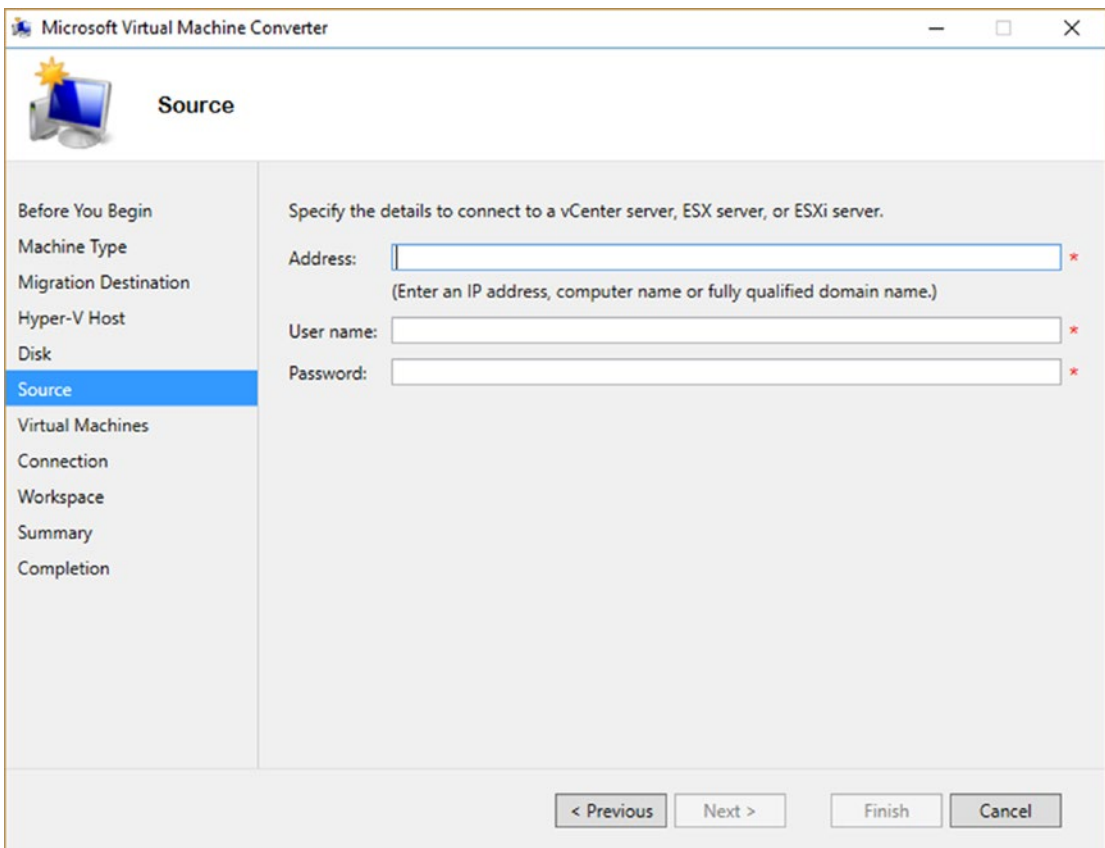 Microsoft Virtual Machine Converter
Source
Before You Begin
Machine Type
Migration Destination
Hyper-V Host
Disk
Source
Virtual Machines
Connection
Workspace
Summary
Completion
Specify the details to connect to a vCenter server, ESX server, or ESXi server.
Address: *
(Enter an IP address, computer name or fully qualified domain name.)
User name: *
Password: *
< Previous Next > Finish Cancel